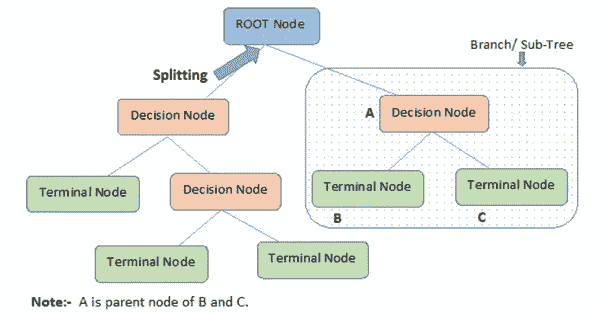 ROOT Node
Branch/ Sub-Tree
Splitting
Decision Node
A
Decision Node
Terminal Node
Decision Node
Terminal Node
Terminal Node
B
C
Terminal Node
Terminal Node
Note:- A is parent node of B and C.